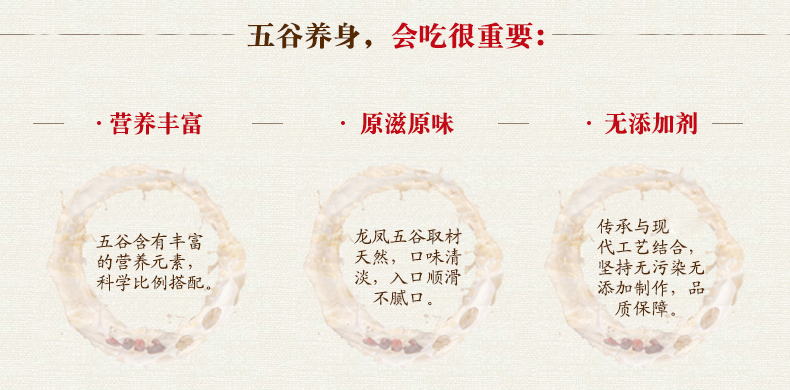 五谷养身，会吃很重要：
· 营养丰富
· 原滋原味
· 无添加剂
五谷含有丰富
的营养元素，
科学比例搭配。
龙凤五谷取材
天然，口味清
淡，入口顺滑
不腻口。
传承与现
代工艺结合，
坚持无污染无
添加制作，品
质保障。